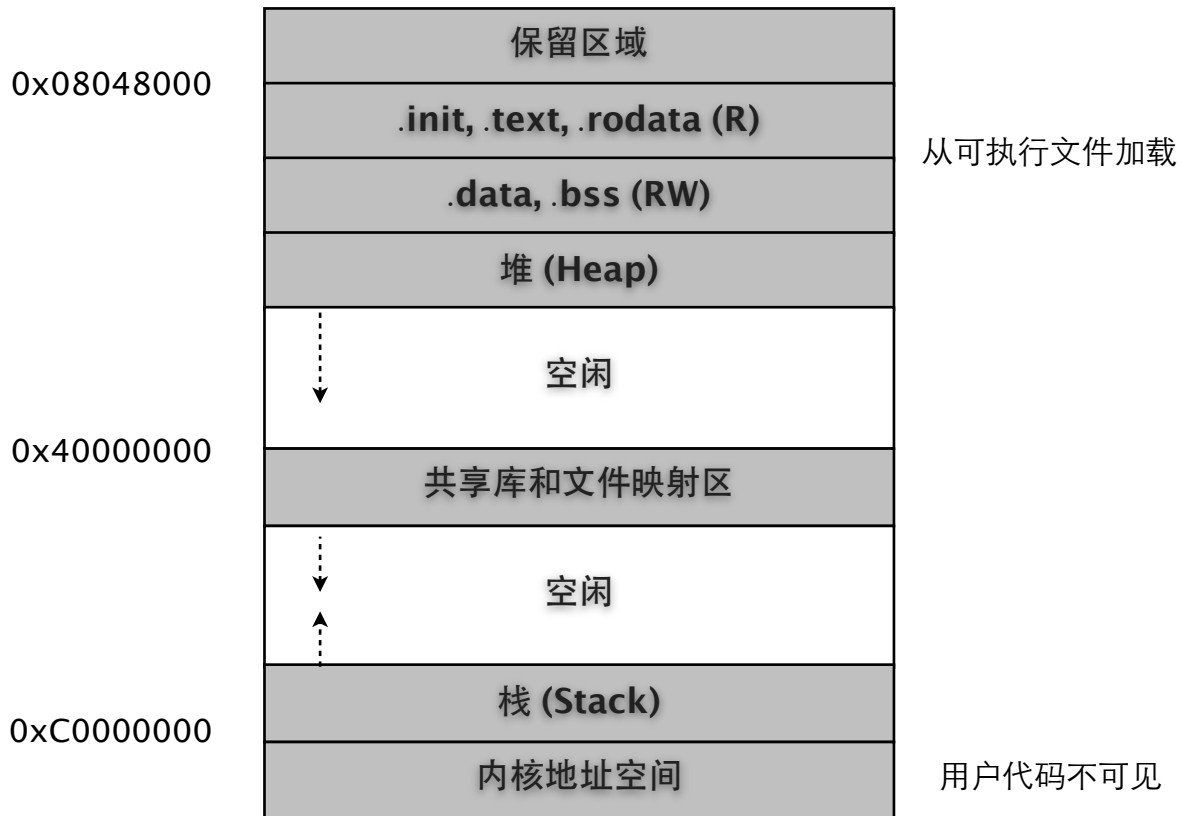 保留区域
0x08048000
.init, .text, .rodata (R)
从可执行文件加载
.data, .bss (RW)
堆 (Heap)
空闲
0x40000000
共享库和文件映射区
空闲
栈 (Stack)
0xC0000000
内核地址空间
用户代码不可见